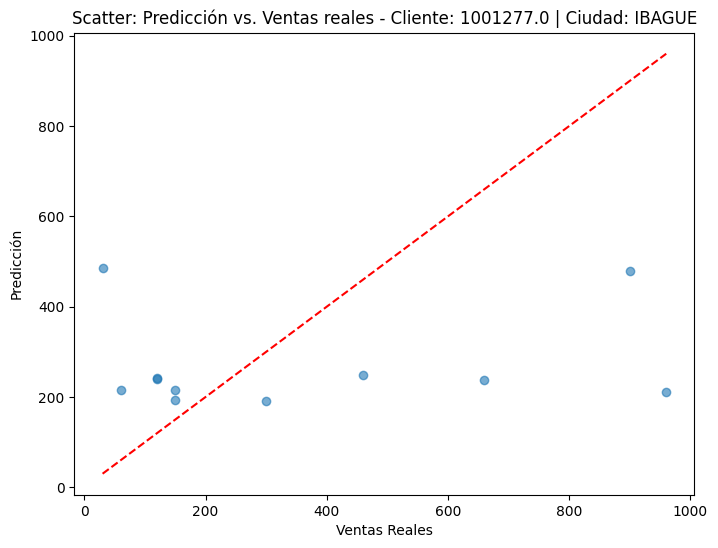 Scatter: Predicción vs. Ventas reales - Cliente: 1001277.0 | Ciudad: IBAGUE
1000
800
600
400
200
0
Predicción
0 200 400 600 800 1000
Ventas Reales